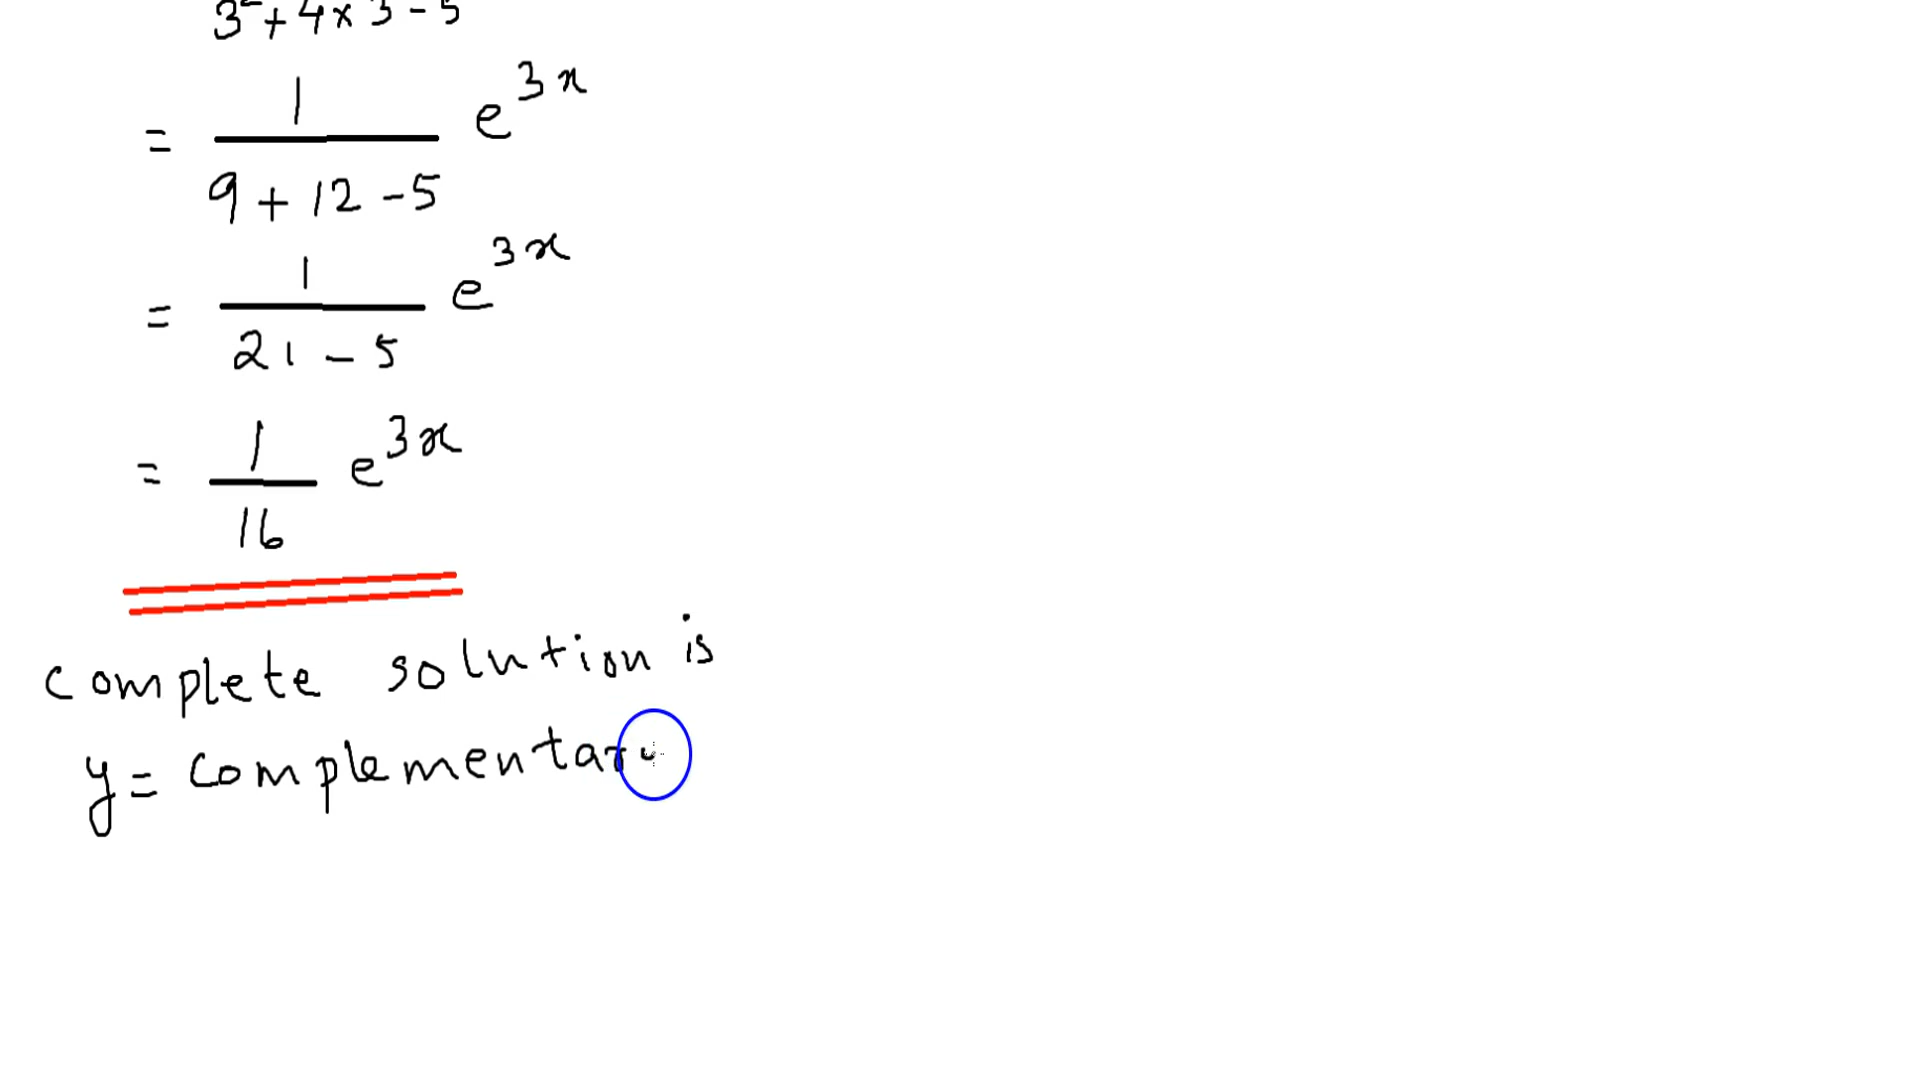 3²+4×3-5
= 1/(9+12-5) e^3x
= 1/(21-5) e^3x
= 1/16 e^3x
complete solution is
y= complementary